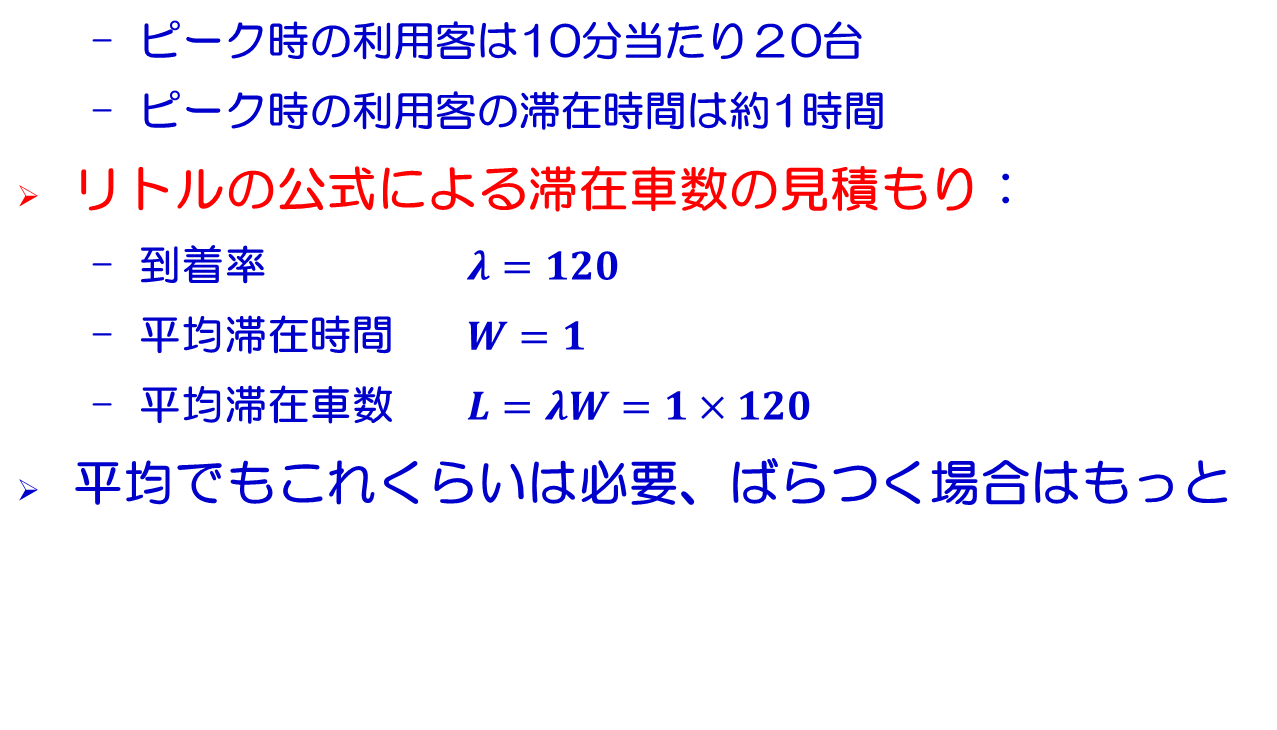 – ピーク時の利用客は10分当たり２０台
– ピーク時の利用客の滞在時間は約1時間
➢ リトルの公式による滞在車数の見積もり：
– 到着率 λ = 120
– 平均滞在時間 W = 1
– 平均滞在車数 L = λW = 1 × 120
➢ 平均でもこれくらいは必要、ばらつく場合はもっと